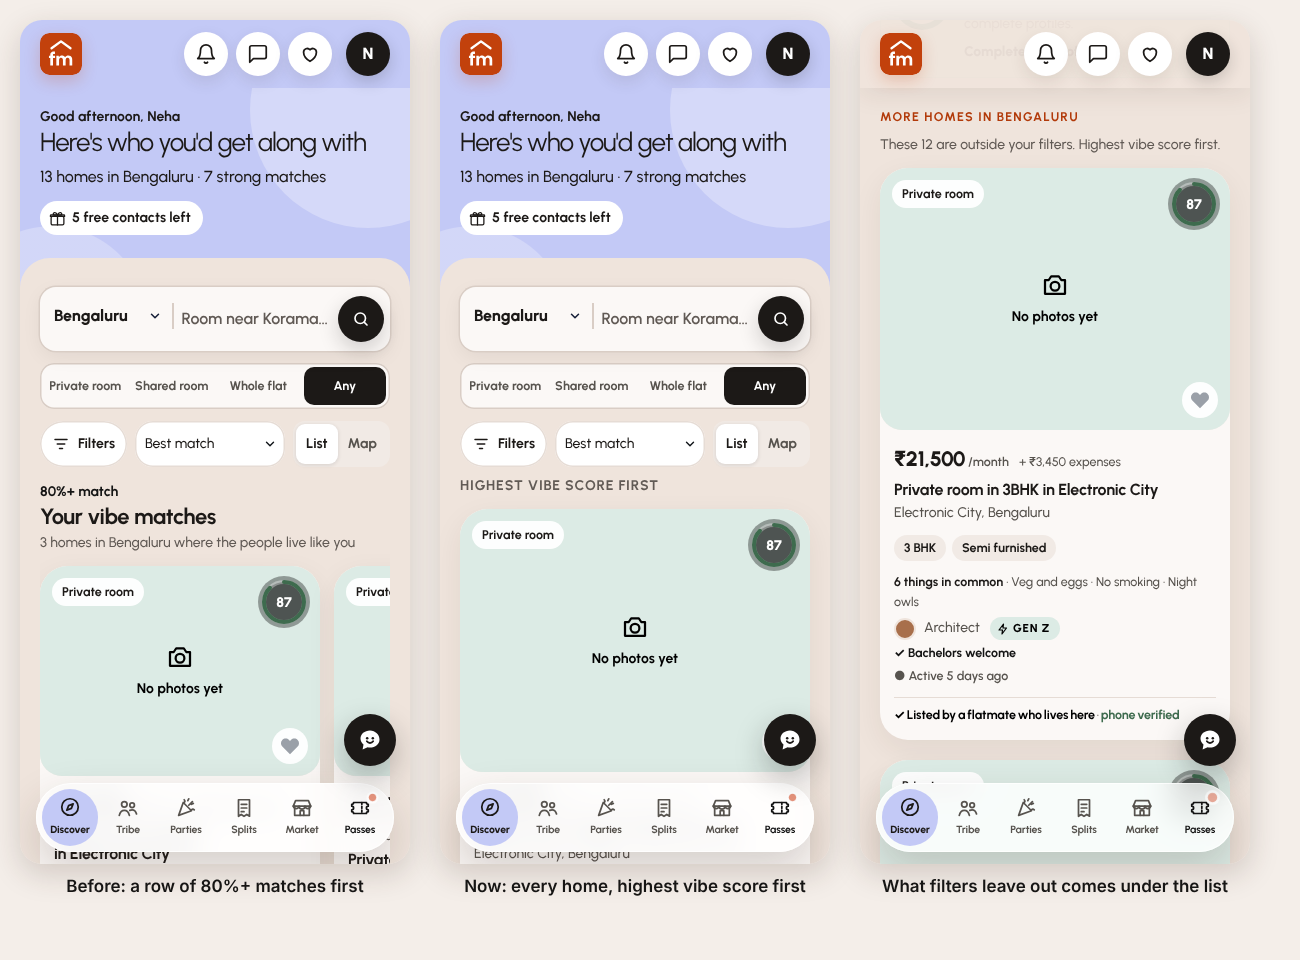 fm
N
Good afternoon, Neha
Here's who you'd get along with
13 homes in Bengaluru · 7 strong matches
5 free contacts left
Bengaluru
Room near Korama...
Private room
Shared room
Whole flat
Any
Filters
Best match
List
Map
80%+ match
Your vibe matches
3 homes in Bengaluru where the people live like you
Private room
87
No photos yet
Discover
Tribe
Parties
Splits
Market
Passes
in Electronic City
Before: a row of 80%+ matches first
fm
N
Good afternoon, Neha
Here's who you'd get along with
13 homes in Bengaluru · 7 strong matches
5 free contacts left
Bengaluru
Room near Korama...
Private room
Shared room
Whole flat
Any
Filters
Best match
List
Map
HIGHEST VIBE SCORE FIRST
Private room
87
No photos yet
Discover
Tribe
Parties
Splits
Market
Passes
Electronic City, Bengaluru
Now: every home, highest vibe score first
fm
N
MORE HOMES IN BENGALURU
These 12 are outside your filters. Highest vibe score first.
Private room
87
No photos yet
₹21,500 /month + ₹3,450 expenses
Private room in 3BHK in Electronic City
Electronic City, Bengaluru
3 BHK
Semi furnished
6 things in common · Veg and eggs · No smoking · Night
owls
Architect
GEN Z
✓ Bachelors welcome
Active 5 days ago
✓ Listed by a flatmate who lives here · phone verified
Discover
Tribe
Parties
Splits
Market
Passes
What filters leave out comes under the list